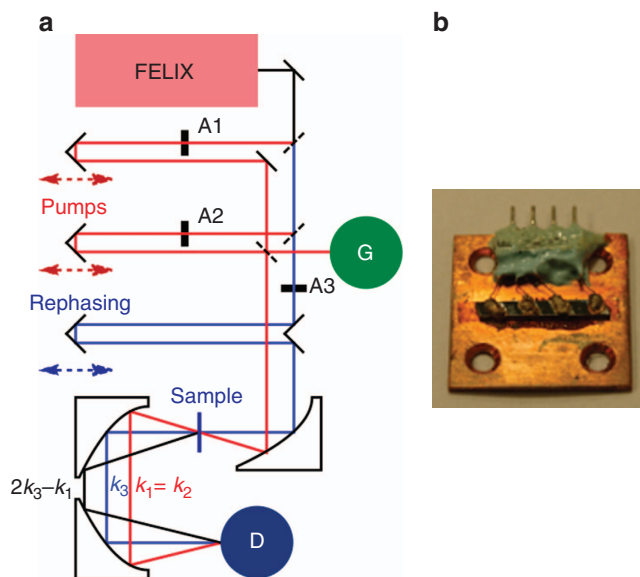 a
b
FELIX
A1
Pumps
A2
G
A3
Rephasing
Sample
2k3–k1
k3
k1= k2
D